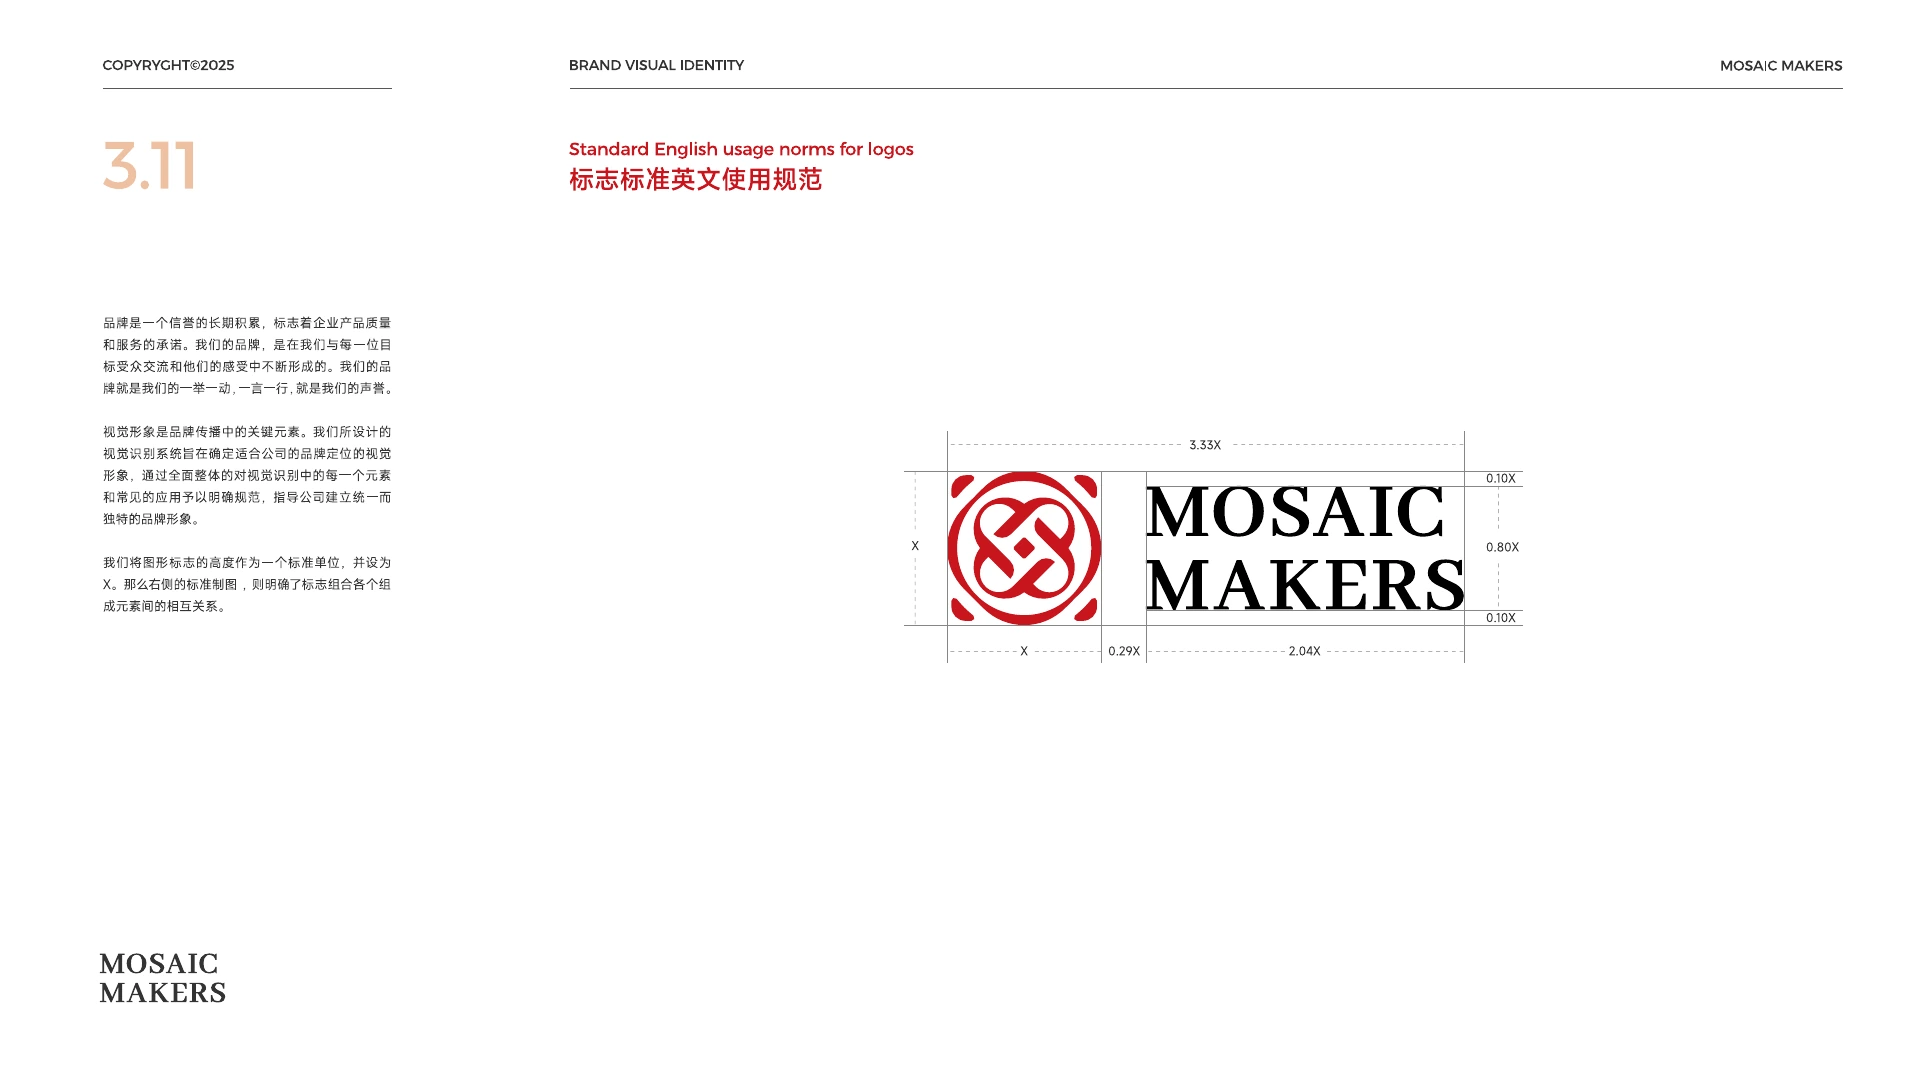 COPYRYGHT©2025
BRAND VISUAL IDENTITY
MOSAIC MAKERS
3.11
Standard English usage norms for logos
标志标准英文使用规范
品牌是一个信誉的长期积累，标志着企业产品质量
和服务的承诺。我们的品牌，是在我们与每一位目
标受众交流和他们的感受中不断形成的。我们的品
牌就是我们的一举一动，一言一行，就是我们的声誉。
视觉形象是品牌传播中的关键元素。我们所设计的
视觉识别系统旨在确定适合公司的品牌定位的视觉
形象，通过全面整体的对视觉识别中的每一个元素
和常见的应用予以明确规范，指导公司建立统一而
独特的品牌形象。
我们将图形标志的高度作为一个标准单位，并设为
X。那么右侧的标准制图，则明确了标志组合各个组
成元素间的相互关系。
3.33X
0.10X
X
MOSAIC
0.80X
MAKERS
0.10X
X
0.29X
2.04X
MOSAIC
MAKERS